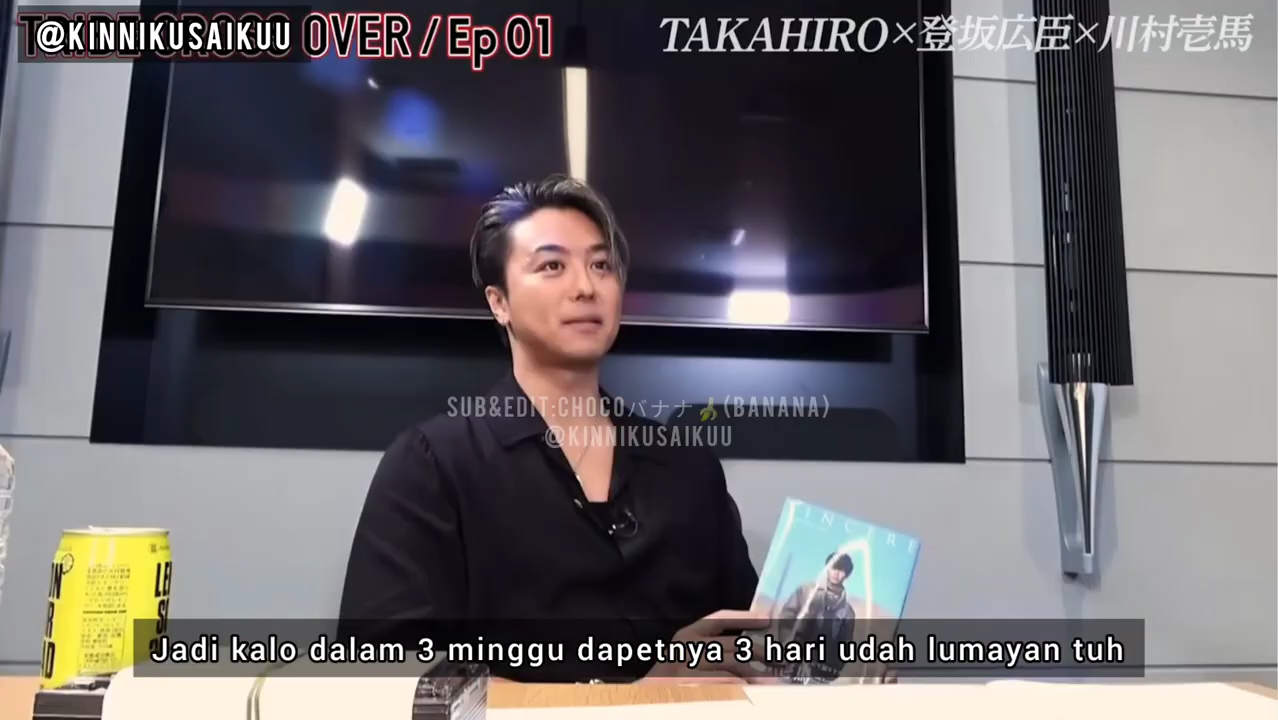 @KINNIKUSAIKUU OVER / Ep 01
TAKAHIRO×登坂広臣×川村壱馬
SUB&EDIT:CHOCOバナナ🍌(BANANA)
@KINNIKUSAIKUU
SINCERE
Jadi kalo dalam 3 minggu dapetnya 3 hari udah lumayan tuh